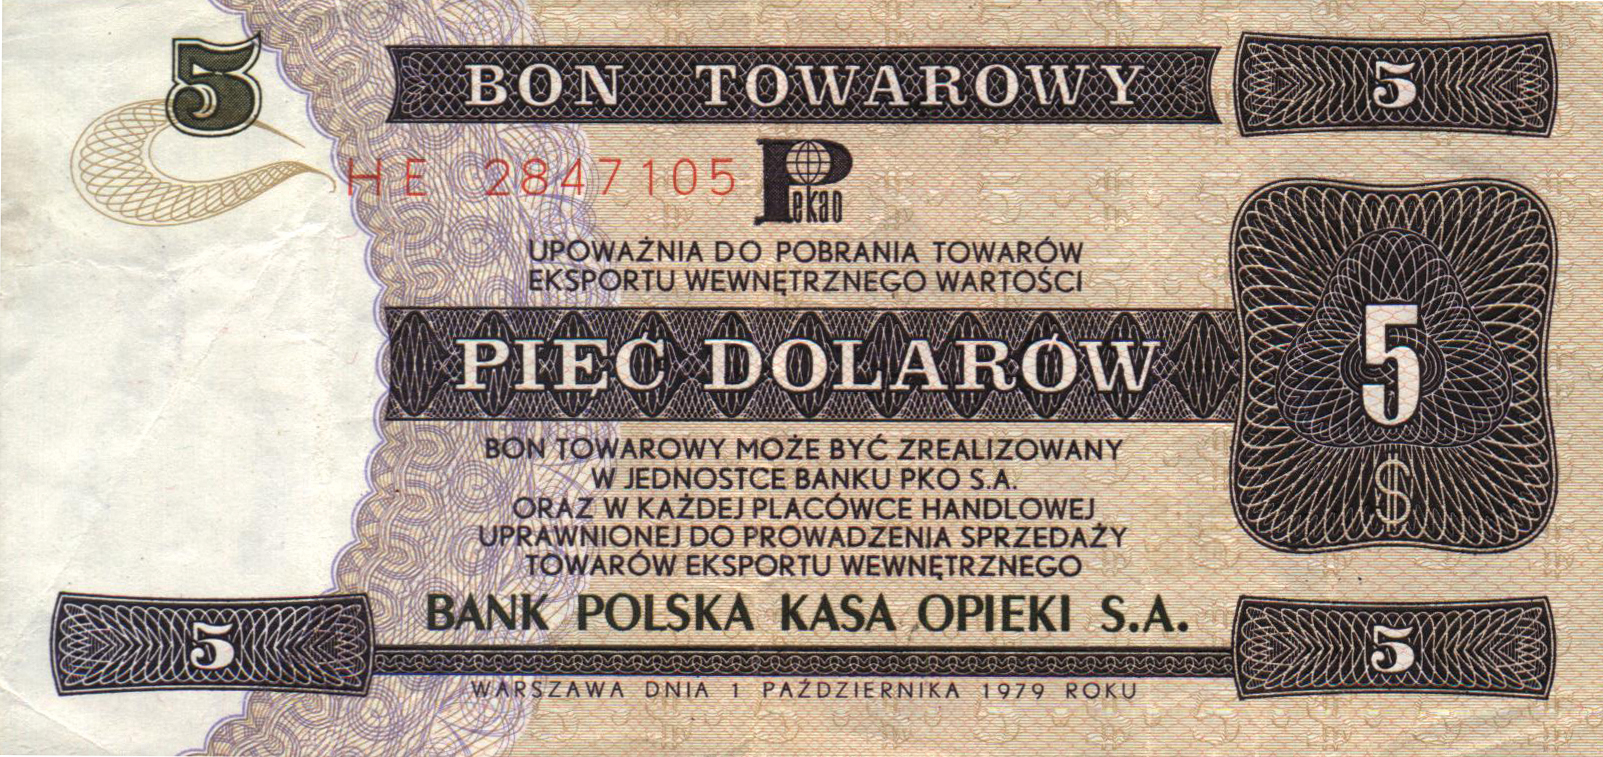 5
BON TOWAROWY
5
HE 2847105
Pekao
UPOWAŻNIA DO POBRANIA TOWARÓW
EKSPORTU WEWNĘTRZNEGO WARTOŚCI
PIĘĆ DOLARÓW
5
$
BON TOWAROWY MOŻE BYĆ ZREALIZOWANY
W JEDNOSTCE BANKU PKO S.A.
ORAZ W KAŻDEJ PLACÓWCE HANDLOWEJ
UPRAWNIONEJ DO PROWADZENIA SPRZEDAŻY
TOWARÓW EKSPORTU WEWNĘTRZNEGO
BANK POLSKA KASA OPIEKI S.A.
5
5
WARSZAWA DNIA 1 PAŹDZIERNIKA 1979 ROKU